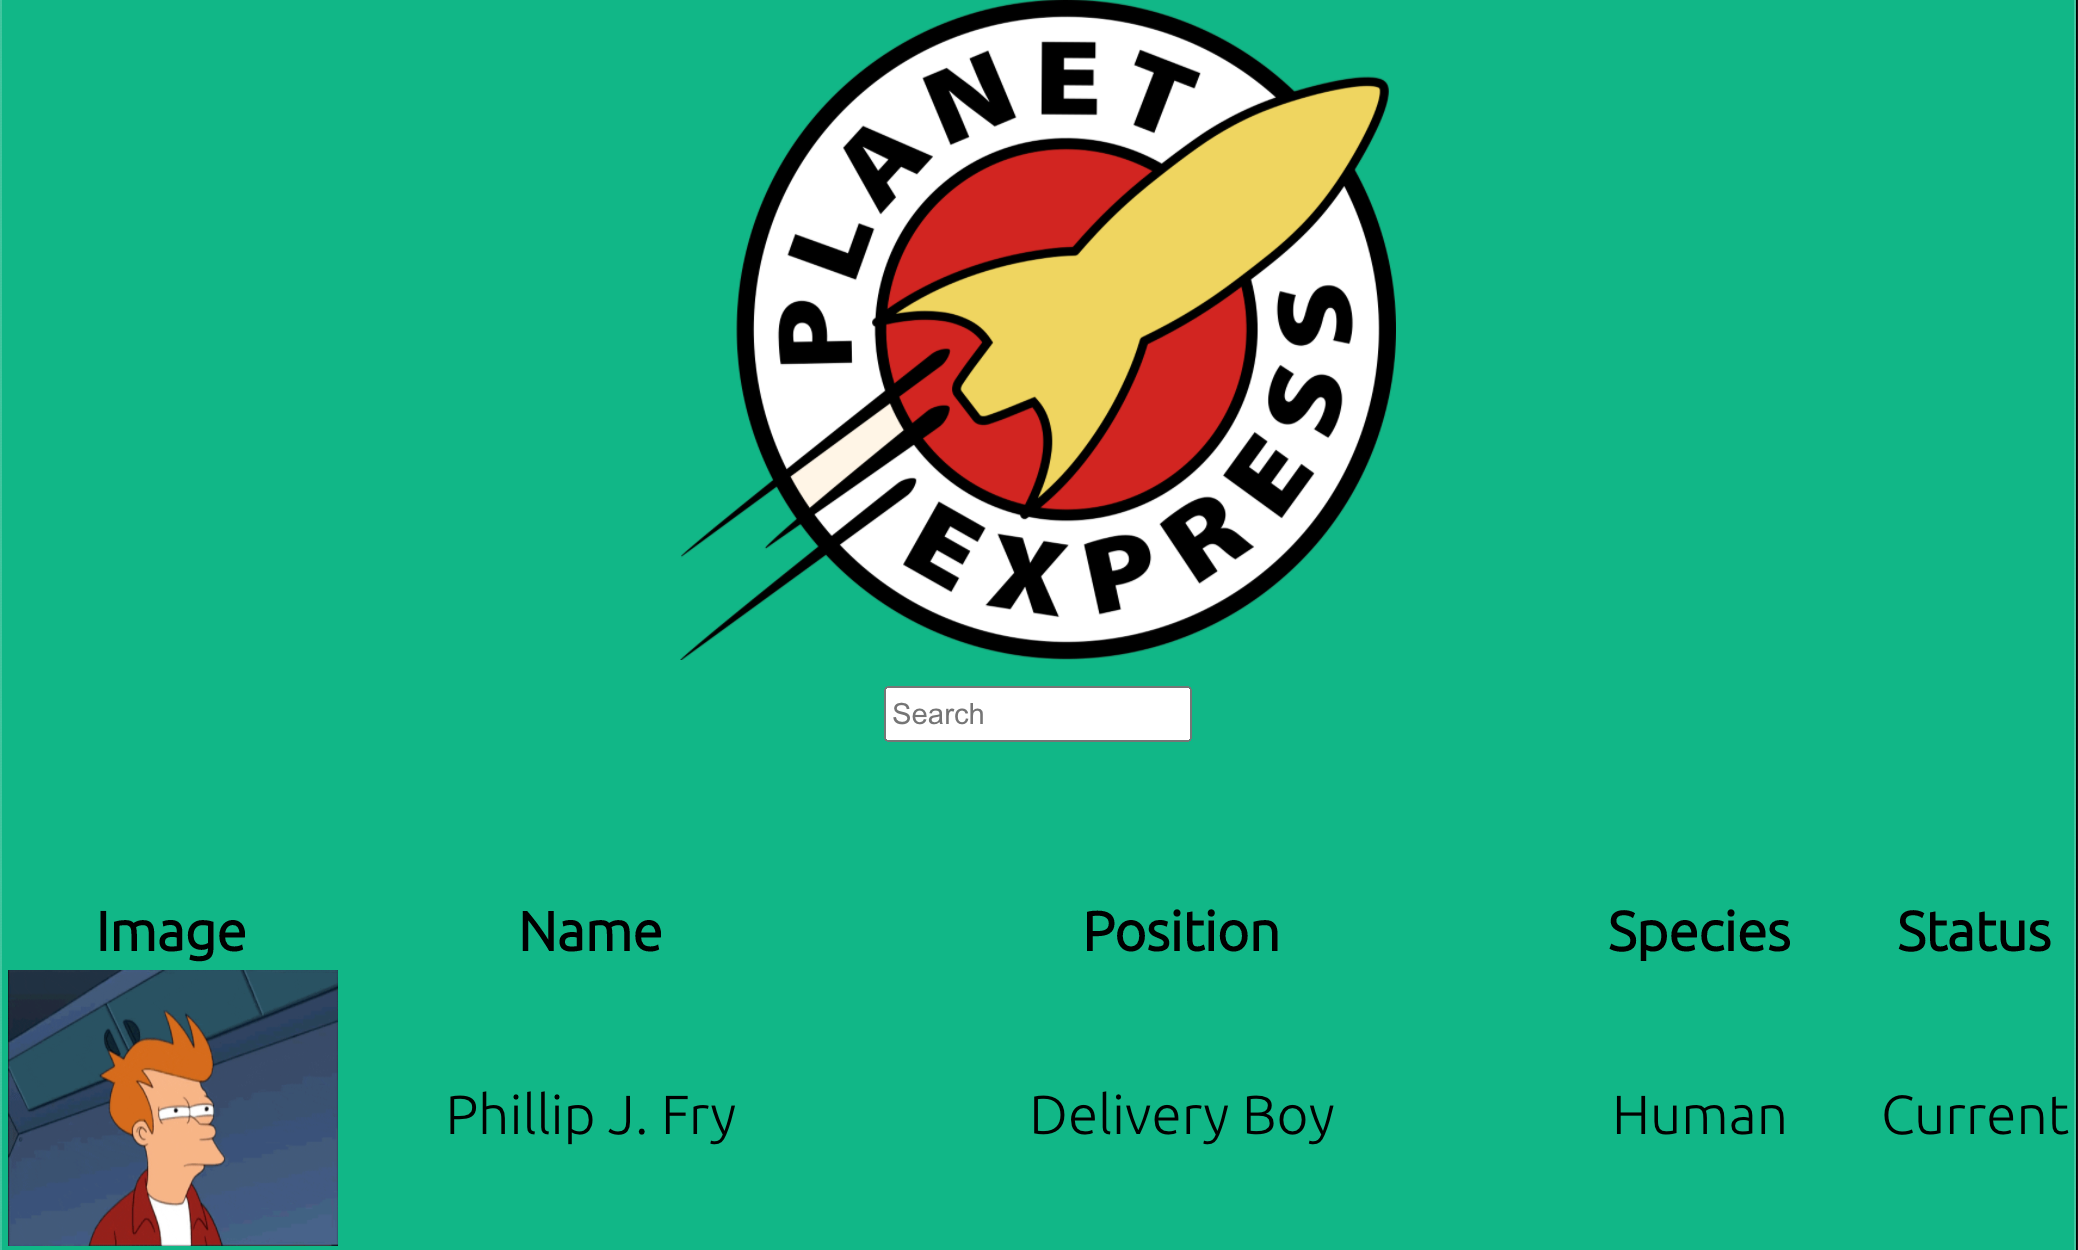 PLANET
EXPRESS
Search
Image Name Position Species Status
Phillip J. Fry Delivery Boy Human Current